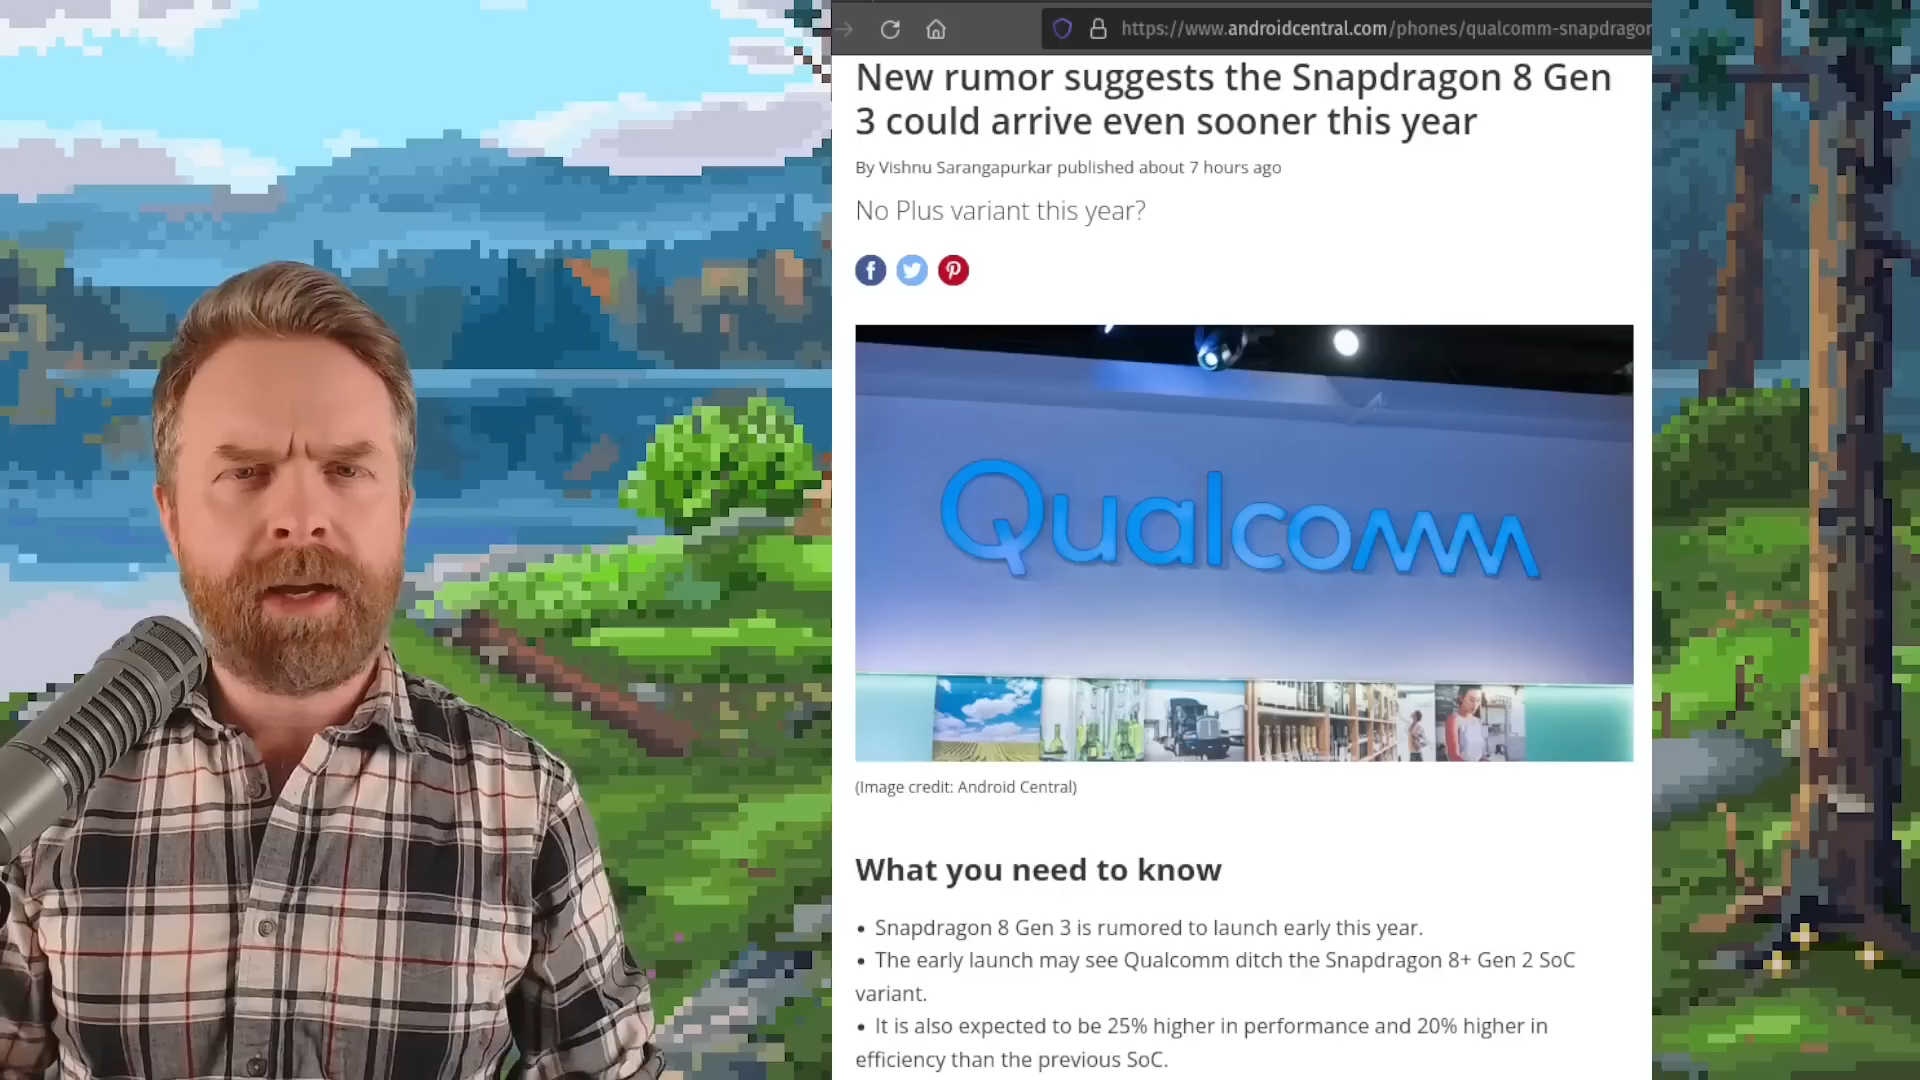 https://www.androidcentral.com/phones/qualcomm-snapdragon
New rumor suggests the Snapdragon 8 Gen
3 could arrive even sooner this year
By Vishnu Sarangapurkar published about 7 hours ago
No Plus variant this year?
Qualcomm
(Image credit: Android Central)
What you need to know
• Snapdragon 8 Gen 3 is rumored to launch early this year.
• The early launch may see Qualcomm ditch the Snapdragon 8+ Gen 2 SoC
variant.
• It is also expected to be 25% higher in performance and 20% higher in
efficiency than the previous SoC.